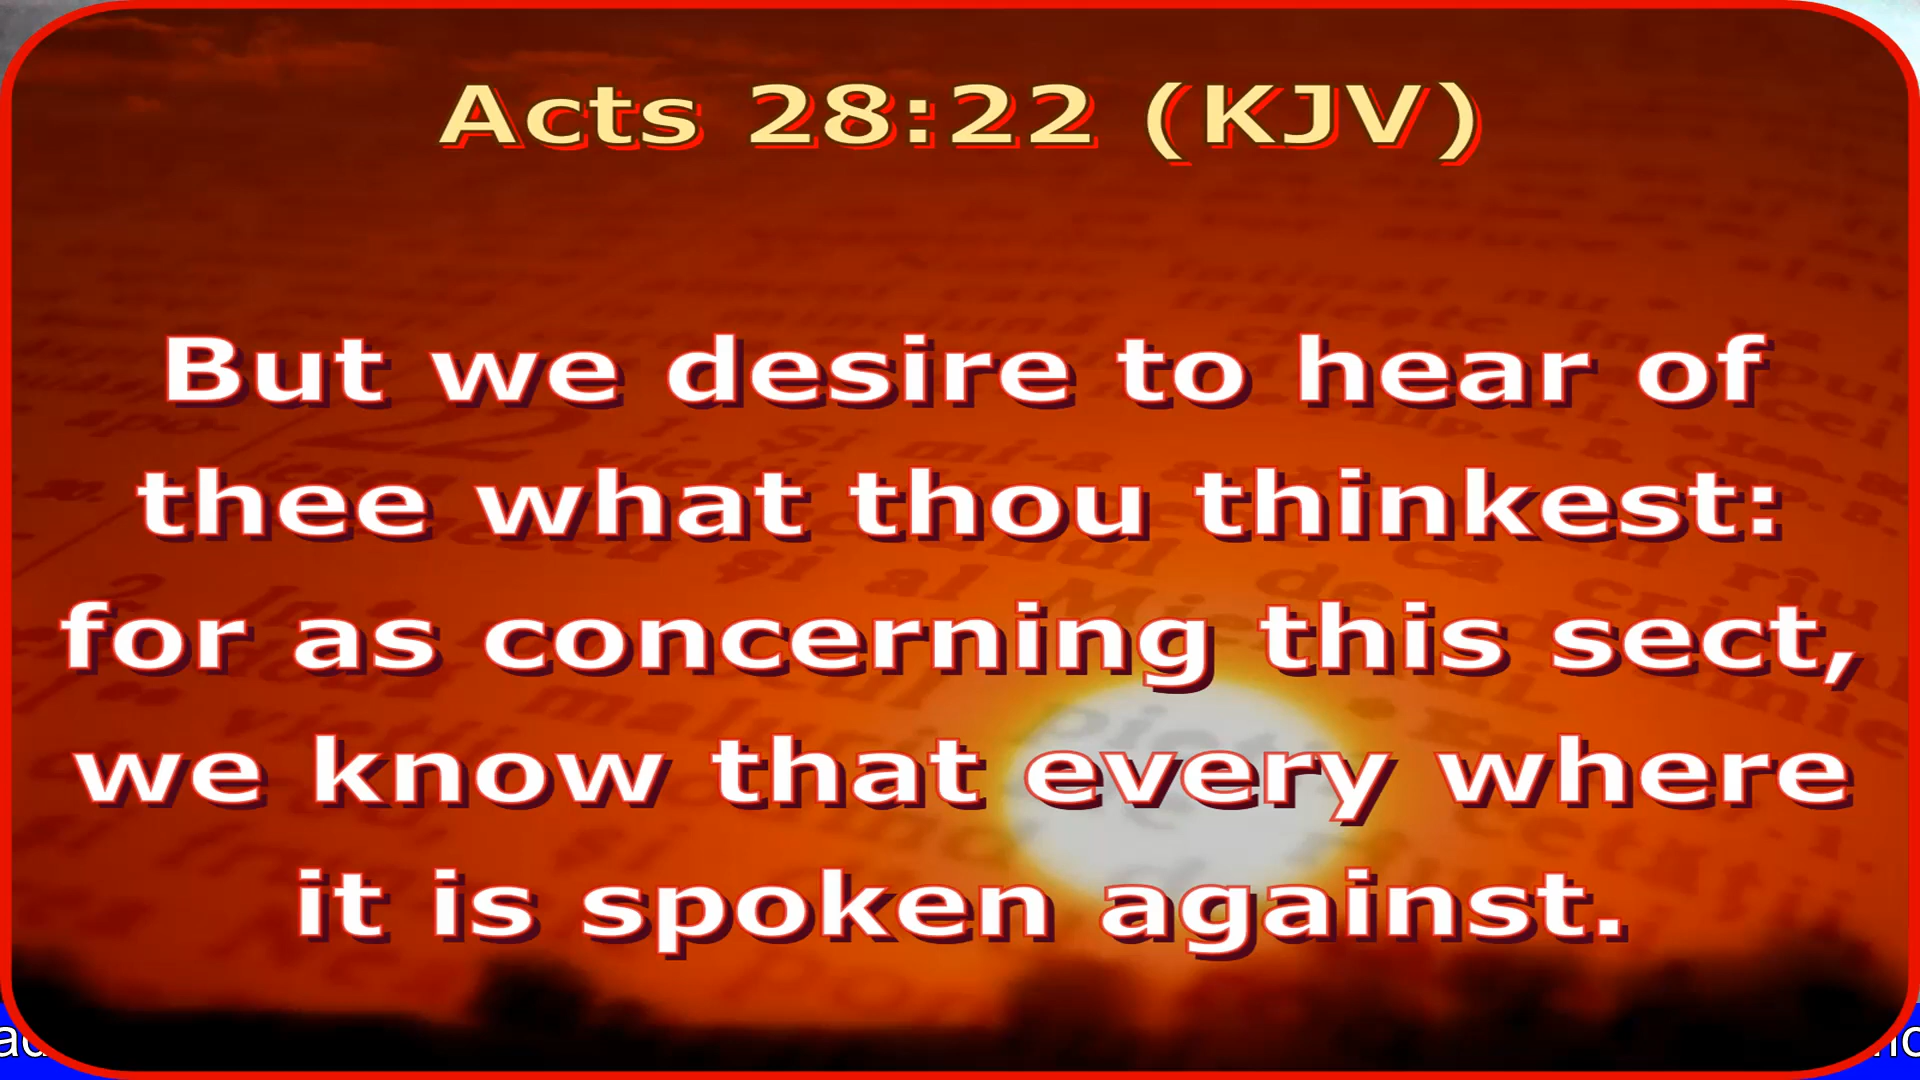 Acts 28:22 (KJV)
But we desire to hear of
thee what thou thinkest:
for as concerning this sect,
we know that every where
it is spoken against.